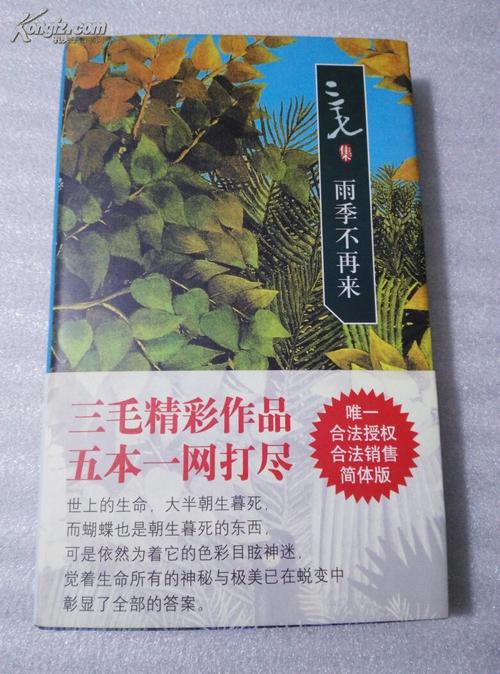 Kongfz.com
三毛
集
雨季不再来
三毛精彩作品
五本一网打尽
唯一
合法授权
合法销售
简体版
世上的生命，大半朝生暮死，
而蝴蝶也是朝生暮死的东西，
可是依然为着它的色彩目眩神迷，
觉着生命所有的神秘与极美已在蜕变中
彰显了全部的答案。